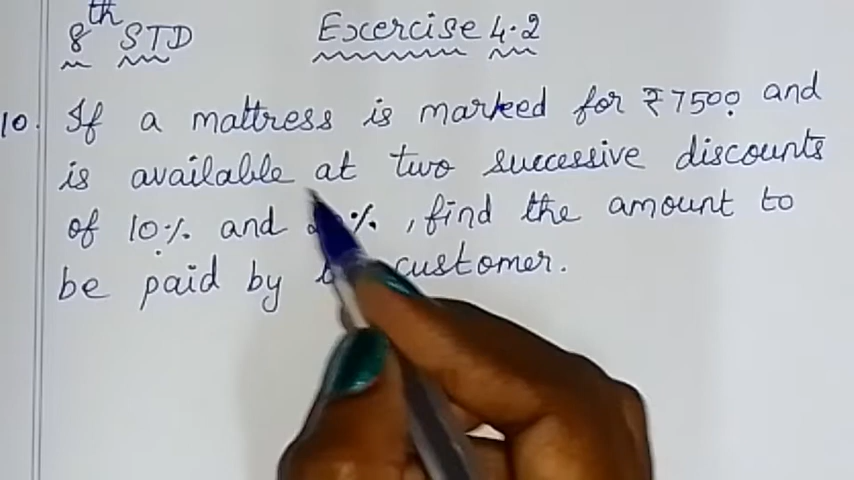 8th STD Excercise 4.2
10. If a mattress is marked for ₹7500 and
is available at two successive discounts
of 10% and %, find the amount to
be paid by customer.